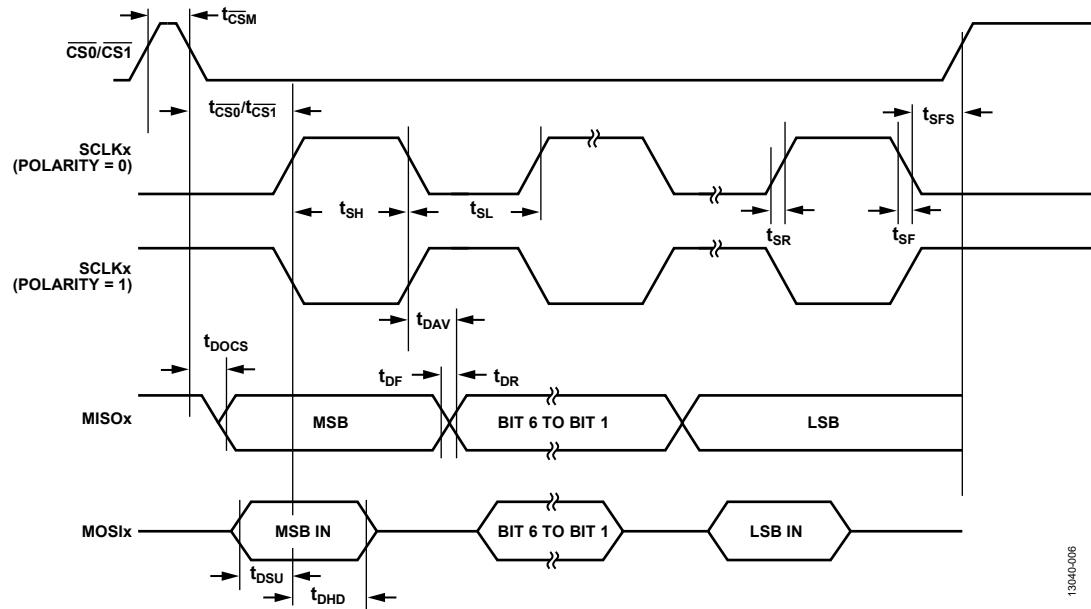 tCSM
CS0/CS1
tCS0/tCS1
tSFS
SCLKx
(POLARITY = 0)
tSH
tSL
tSR
tSF
SCLKx
(POLARITY = 1)
tDAV
tDOCS
tDF
tDR
MISOx
MSB
BIT 6 TO BIT 1
LSB
MOSIx
MSB IN
BIT 6 TO BIT 1
LSB IN
tDSU
tDHD
13040-006